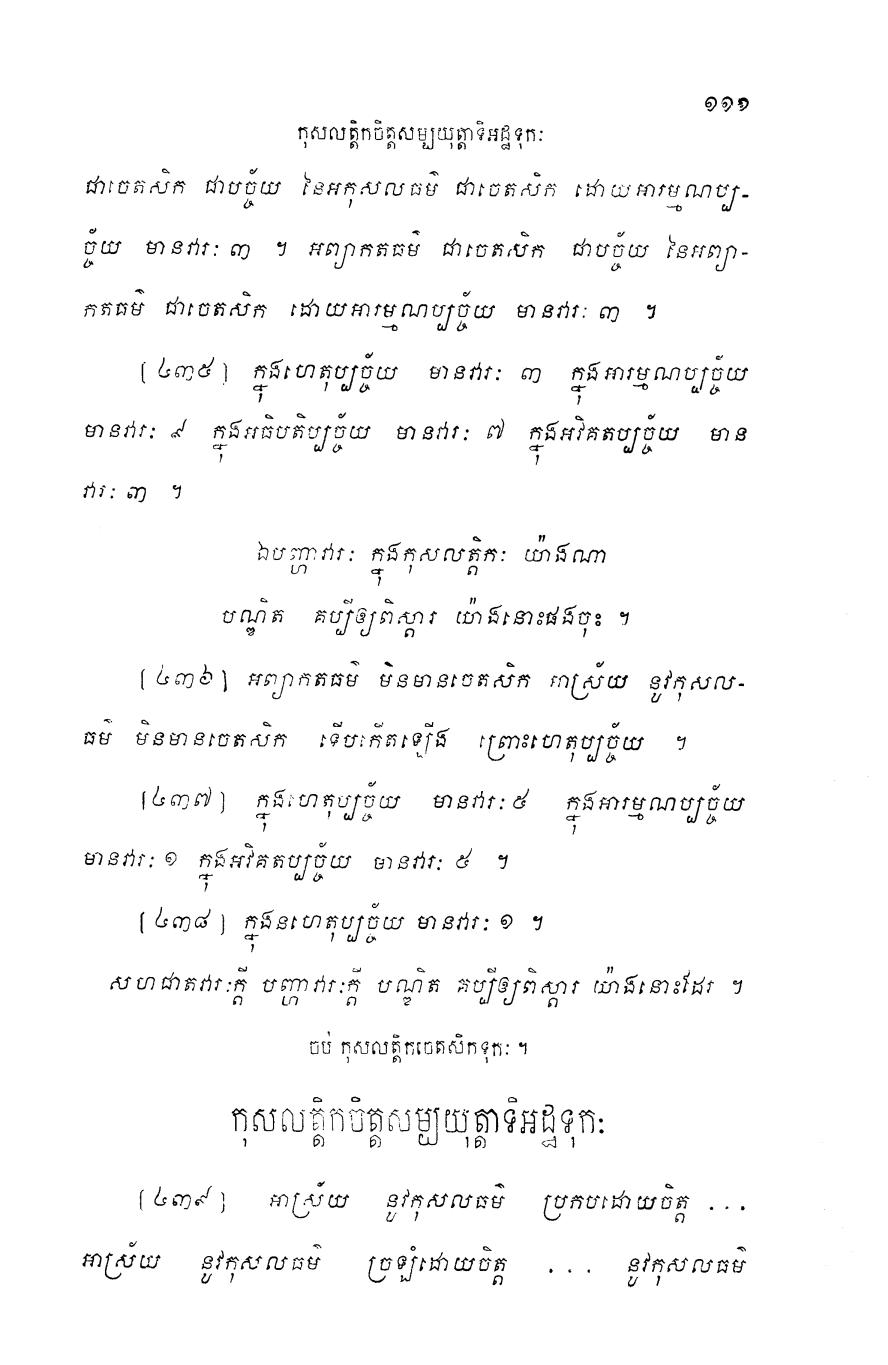 ១១១
កុសលត្តិកចិត្តសម្បយុត្តាទិអដ្ឋទុកៈ
ជាចេតសិក ជាបច្ច័យ នៃអកុសលធម៌ ជាចេតសិក ដោយអារម្មណប្ប-
ច្ច័យ មានវារៈ ៣ ។ អព្យាកតធម៌ ជាចេតសិក ជាបច្ច័យ នៃអព្យា-
កតធម៌ ជាចេតសិក ដោយអារម្មណប្បច្ច័យ មានវារៈ ៣ ។
[៤៣៥] ក្នុងហេតុប្បច្ច័យ មានវារៈ ៣ ក្នុងអារម្មណប្បច្ច័យ
មានវារៈ ៩ ក្នុងអធិបតិប្បច្ច័យ មានវារៈ ៧ ក្នុងអវិគតប្បច្ច័យ មាន
វារៈ ៣ ។
ឯបញ្ហាវារៈ ក្នុងកុសលត្តិកៈ យ៉ាងណា
បណ្ឌិត គប្បីឲ្យពិស្តារ យ៉ាងនោះផងចុះ ។
[៤៣៦] អព្យាកតធម៌ មិនមានចេតសិក អាស្រ័យ នូវកុសល-
ធម៌ មិនមានចេតសិក ទើបកើតឡើង ព្រោះហេតុប្បច្ច័យ ។
[៤៣៧] ក្នុងហេតុប្បច្ច័យ មានវារៈ ៥ ក្នុងអារម្មណប្បច្ច័យ
មានវារៈ ១ ក្នុងអវិគតប្បច្ច័យ មានវារៈ ៥ ។
[៤៣៨] ក្នុងនហេតុប្បច្ច័យ មានវារៈ ១ ។
សហជាតវារៈក្តី បញ្ហាវារៈក្តី បណ្ឌិត គប្បីឲ្យពិស្តារ យ៉ាងនោះដែរ ។
ចប់ កុសលត្តិកចេតសិកទុកៈ ។
កុសលត្តិកចិត្តសម្បយុត្តាទិអដ្ឋទុកៈ
[៤៣៩] អាស្រ័យ នូវកុសលធម៌ ប្រកបដោយចិត្ត ...
អាស្រ័យ នូវកុសលធម៌ ច្រឡំដោយចិត្ត ... នូវកុសលធម៌